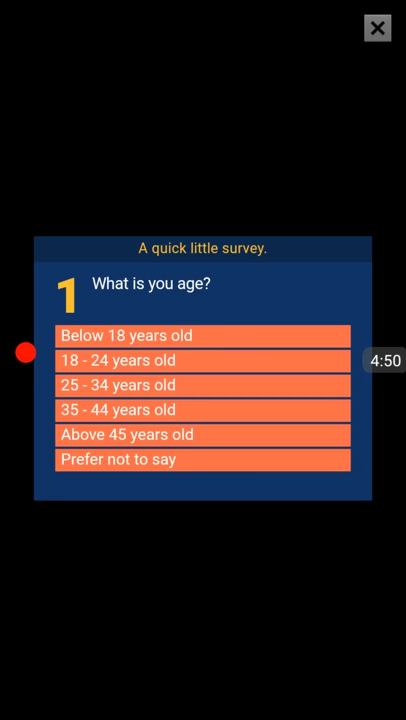 A quick little survey.
1
What is you age?
Below 18 years old
18 - 24 years old
4:50
25 - 34 years old
35 - 44 years old
Above 45 years old
Prefer not to say